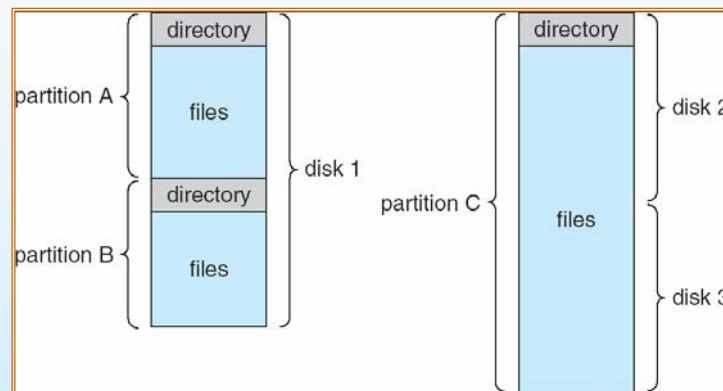 directory
partition A
files
disk 1
directory
partition B
files
directory
disk 2
partition C
files
disk 3